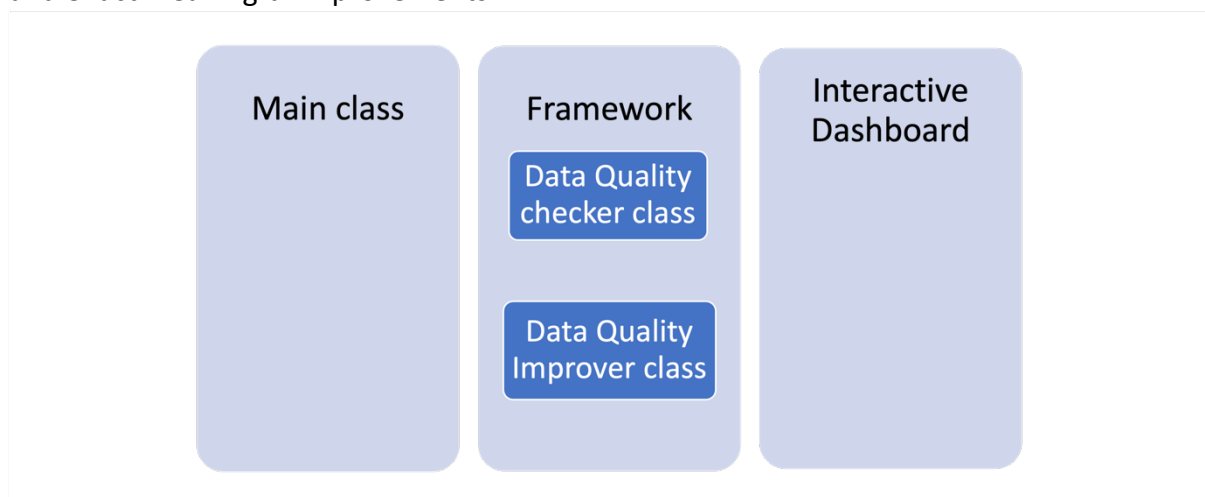 Main class
Framework
Data Quality
checker class
Data Quality
Improver class
Interactive
Dashboard